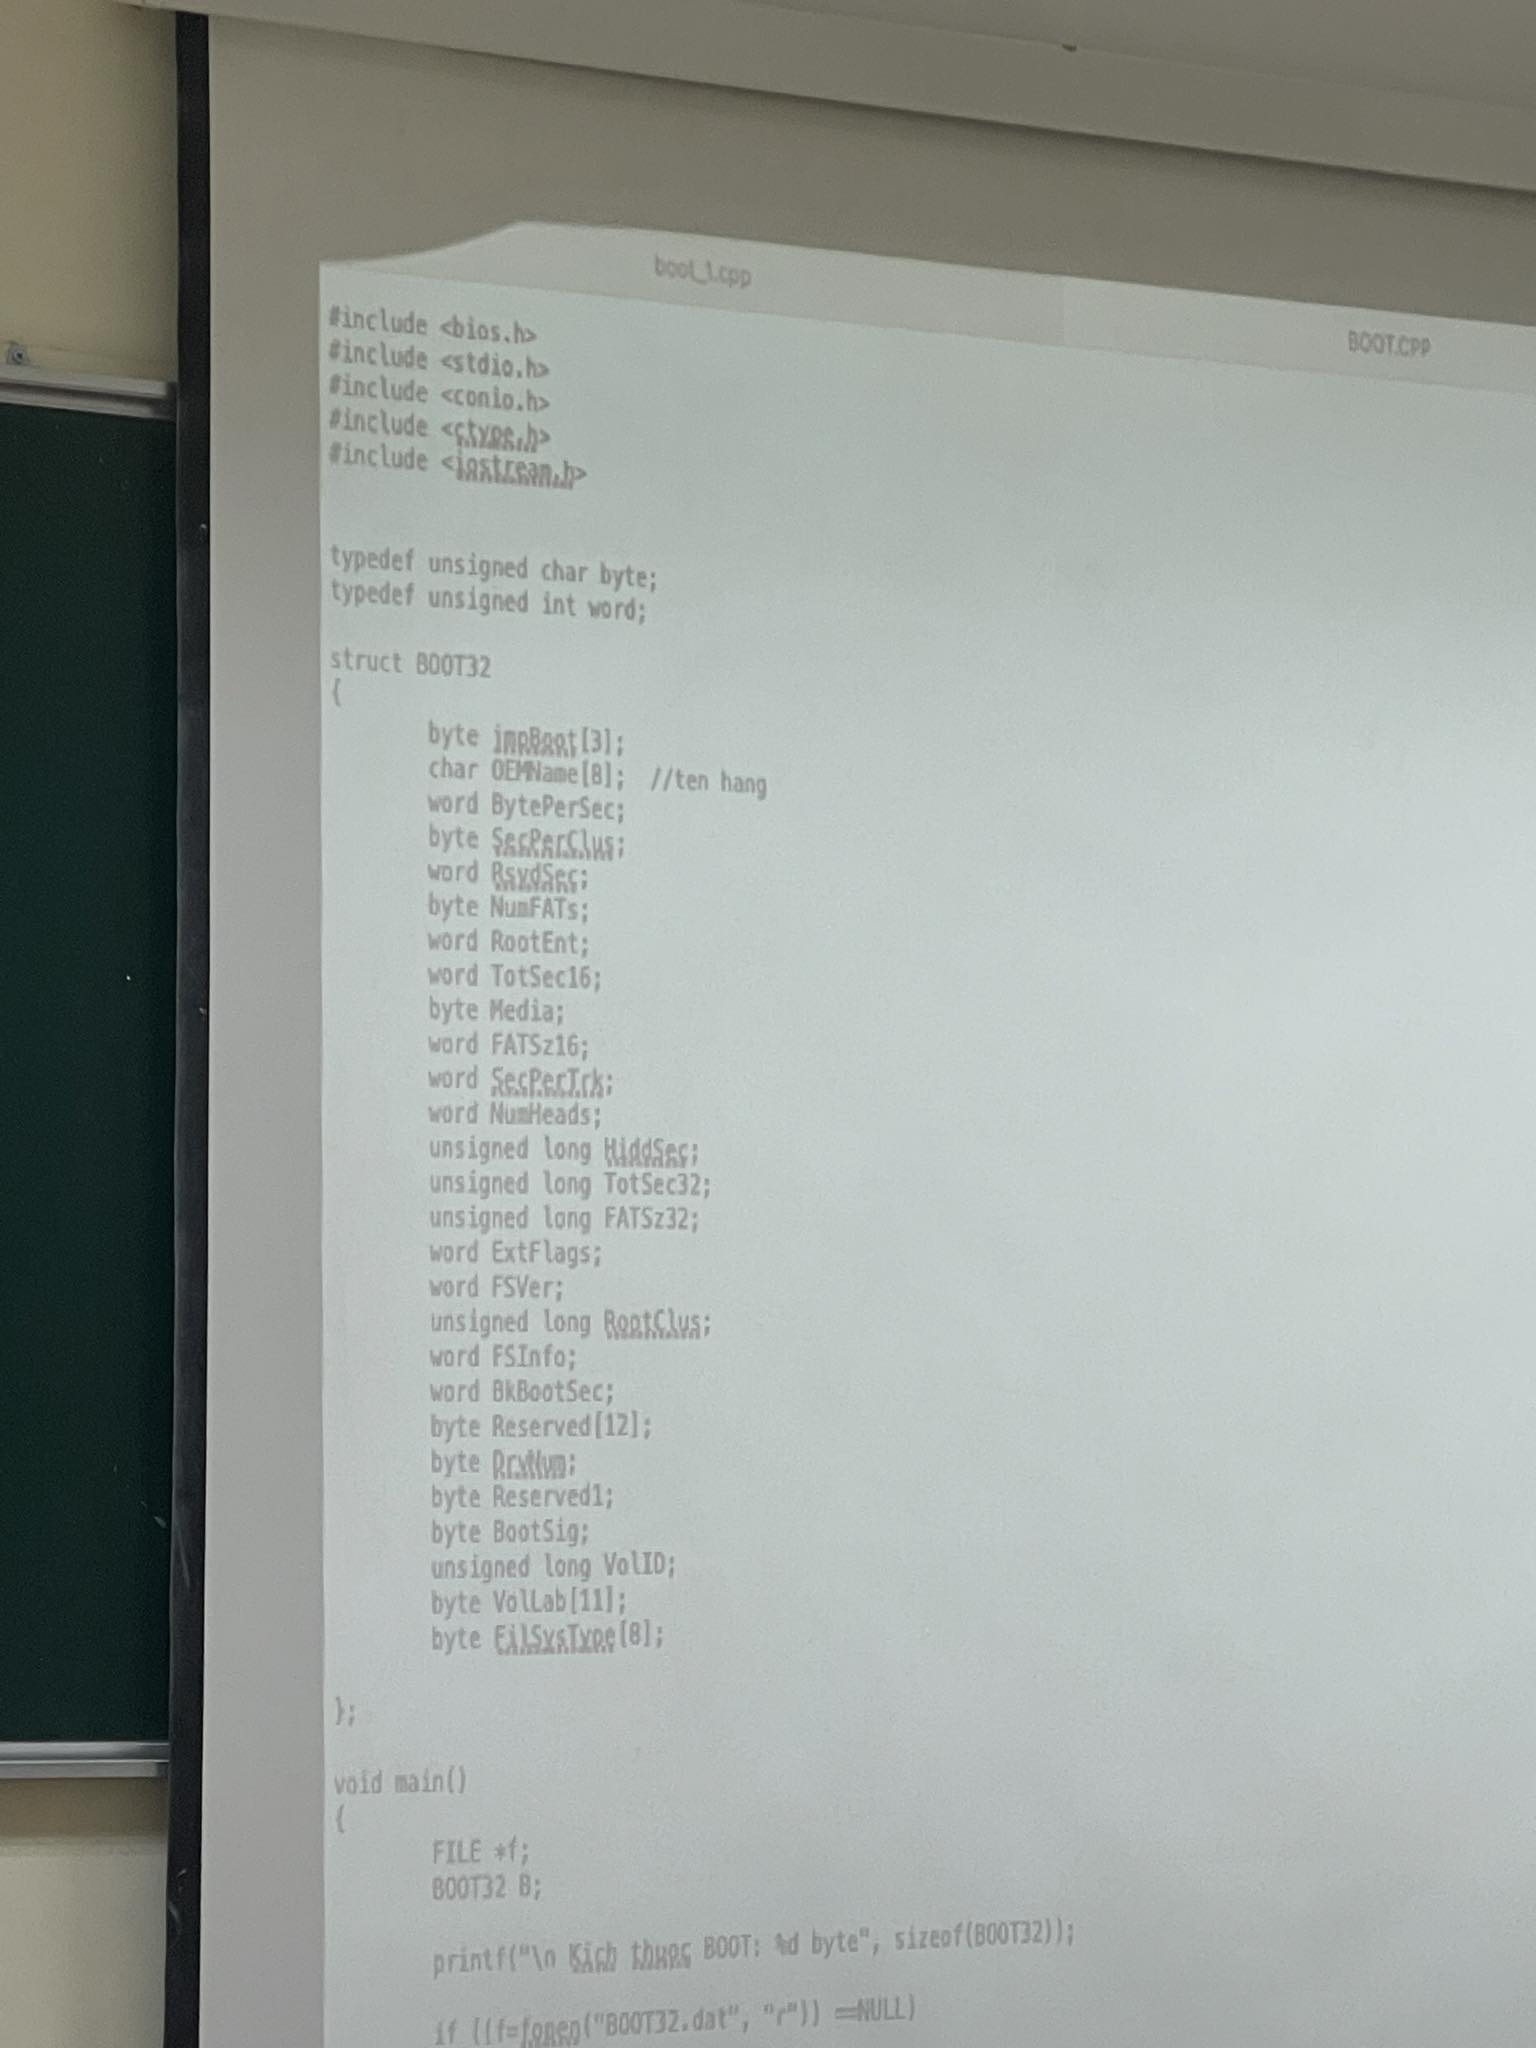 boot_1.cpp
BOOT.CPP
#include <bios.h>
#include <stdio.h>
#include <conio.h>
#include <ctype.h>
#include <iostream.h>
typedef unsigned char byte;
typedef unsigned int word;
struct BOOT32
{
byte jmpBoot[3];
char OEMName[8]; //ten hang
word BytePerSec;
byte SecPerClus;
word RsvdSec;
byte NumFATs;
word RootEnt;
word TotSec16;
byte Media;
word FATSz16;
word SecPerTrk;
word NumHeads;
unsigned long HiddSec;
unsigned long TotSec32;
unsigned long FATSz32;
word ExtFlags;
word FSVer;
unsigned long RootClus;
word FSInfo;
word BkBootSec;
byte Reserved[12];
byte DrvNum;
byte Reserved1;
byte BootSig;
unsigned long VolID;
byte VolLab[11];
byte FilSysType[8];
};
void main()
{
FILE *f;
BOOT32 B;
printf("\n Kich thuoc BOOT: %d byte", sizeof(BOOT32));
if ((f=fopen("BOOT32.dat", "r")) ==NULL)